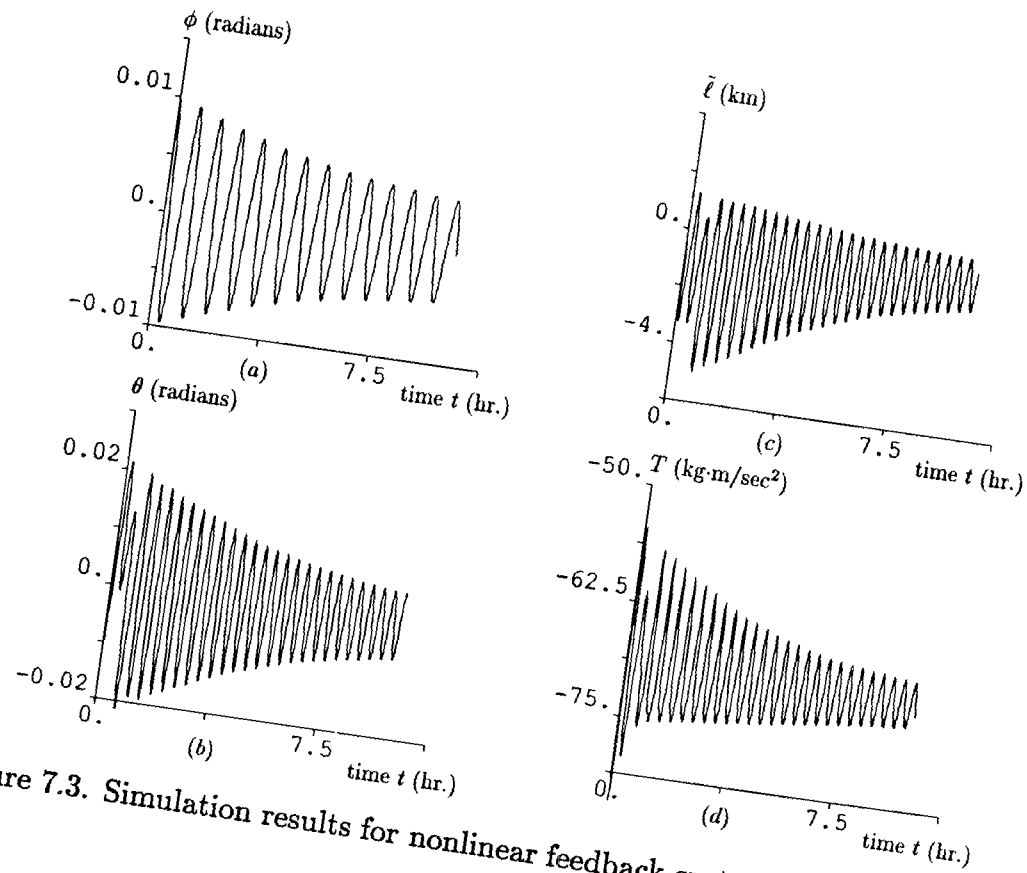 ϕ (radians)
0.01
0.
-0.01
0.
7.5
(a)
time t (hr.)
ℓ̃ (km)
0.
-4.
0.
7.5
(c)
time t (hr.)
θ (radians)
0.02
0.
-0.02
0.
7.5
(b)
time t (hr.)
T (kg·m/sec²)
-50.
-62.5
-75.
0.
7.5
(d)
time t (hr.)
7.3. Simulation results for nonlinear feedback